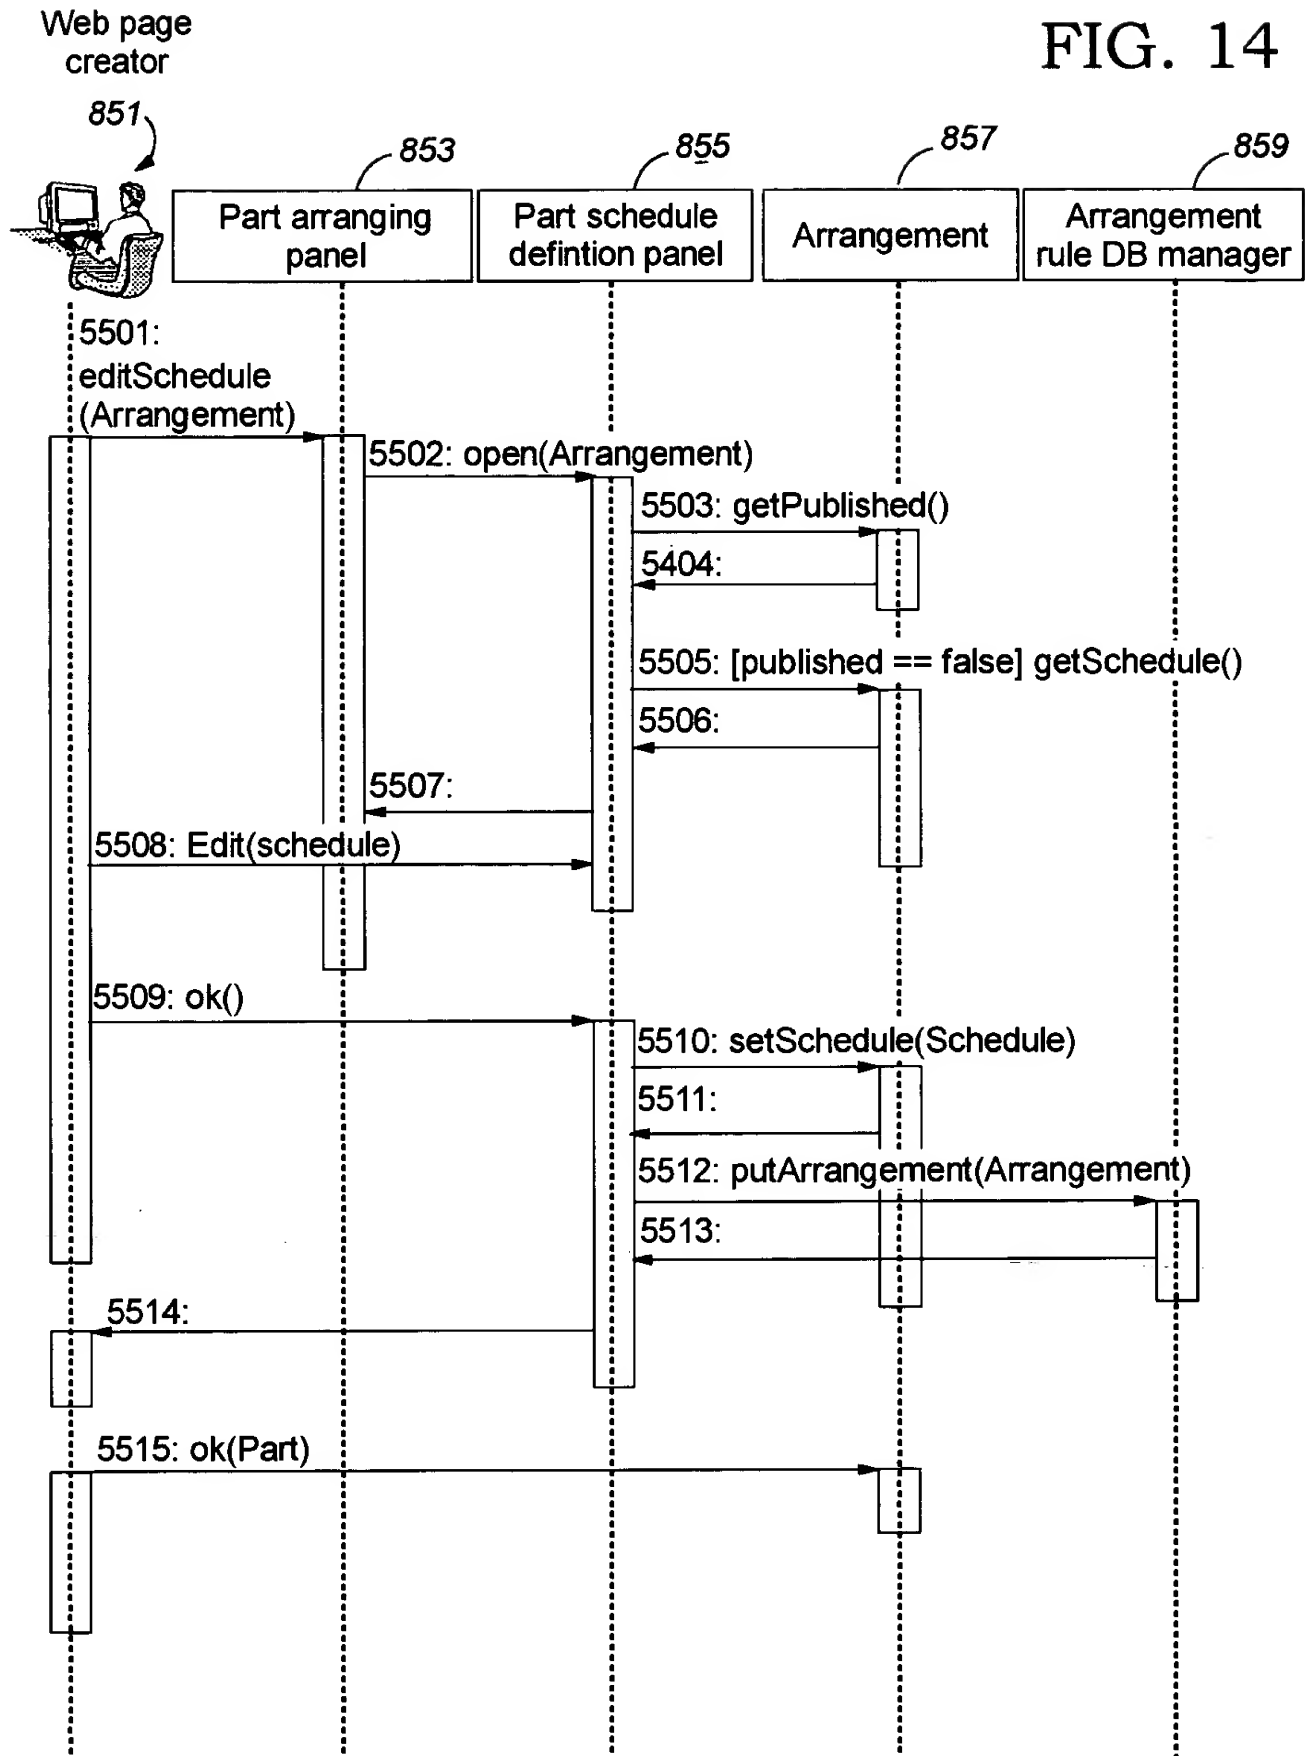 Web page
creator
FIG. 14
851
853
855
857
859
Part arranging
panel
Part schedule
defintion panel
Arrangement
Arrangement
rule DB manager
5501:
editSchedule
(Arrangement)
5502: open(Arrangement)
5503: getPublished()
5404:
5505: [published == false] getSchedule()
5506:
5507:
5508: Edit(schedule)
5509: ok()
5510: setSchedule(Schedule)
5511:
5512: putArrangement(Arrangement)
5513:
5514:
5515: ok(Part)